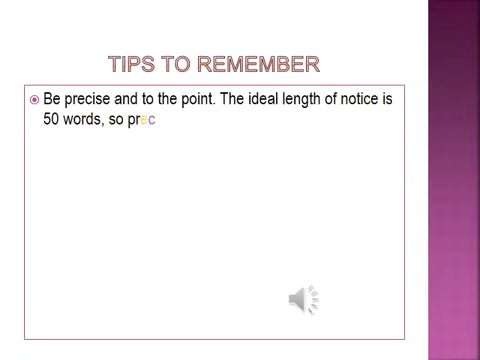 TIPS TO REMEMBER
Be precise and to the point. The ideal length of notice is
50 words, so prec